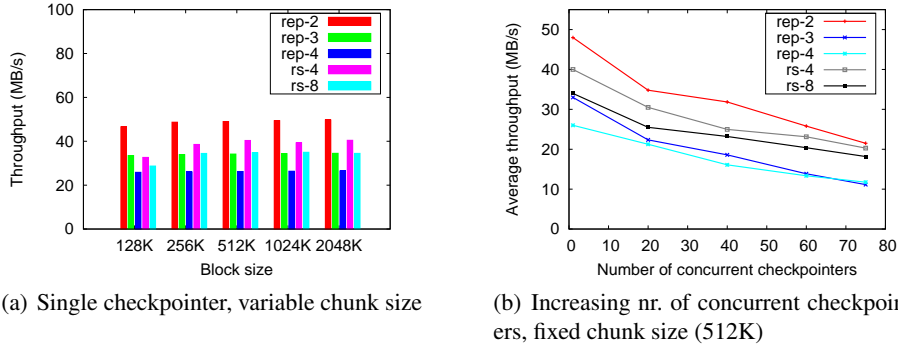 100
80
60
40
20
0
Throughput (MB/s)
rep-2
rep-3
rep-4
rs-4
rs-8
128K 256K 512K 1024K 2048K
Block size
(a) Single checkpointer, variable chunk size
50
40
30
20
10
0
Average throughput (MB/s)
rep-2
rep-3
rep-4
rs-4
rs-8
0 10 20 30 40 50 60 70 80
Number of concurrent checkpointers
(b) Increasing nr. of concurrent checkpoin
ers, fixed chunk size (512K)